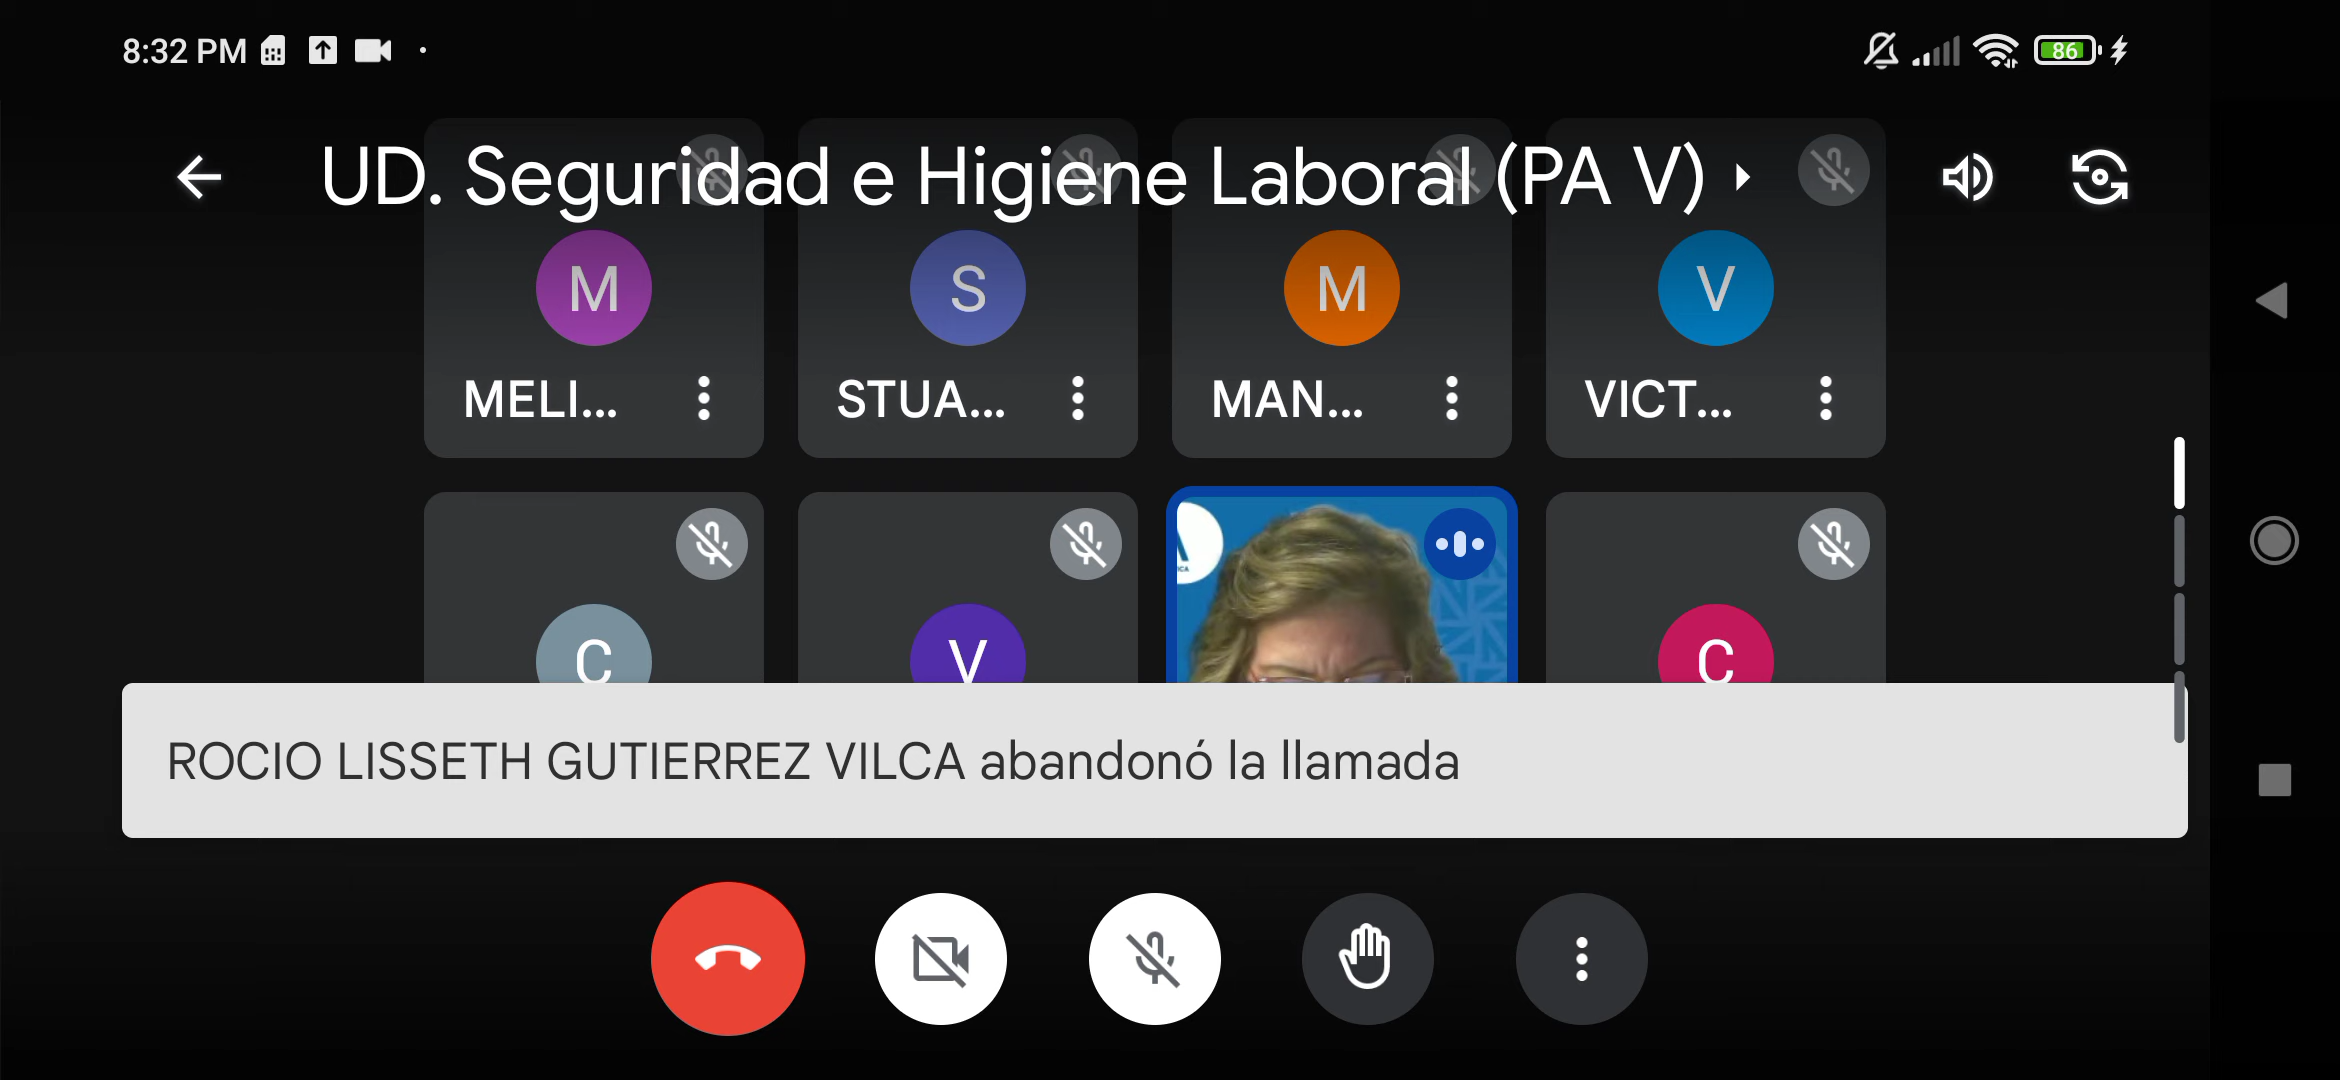 8:32 PM
86
UD. Seguridad e Higiene Laboral (PA V)
M
S
M
V
MELI...
STUA...
MAN...
VICT...
C
V
C
ROCIO LISSETH GUTIERREZ VILCA abandonó la llamada